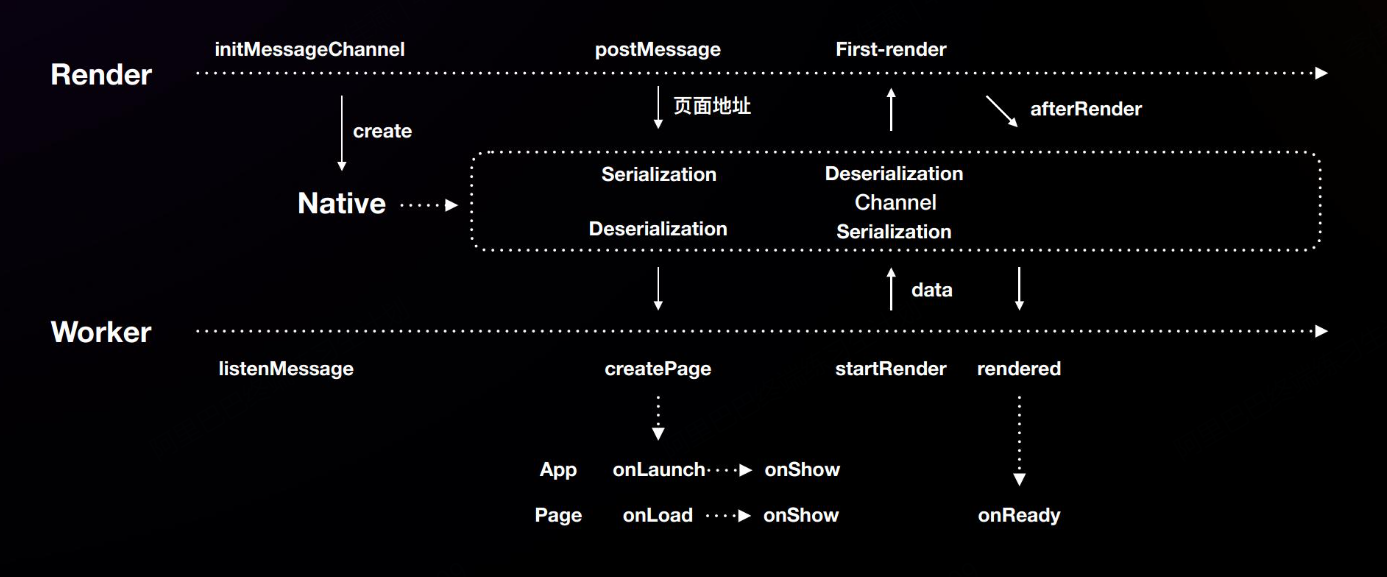 initMessageChannel
postMessage
First-render
Render
页面地址
afterRender
create
Serialization
Deserialization
Native
Channel
Deserialization
Serialization
data
Worker
listenMessage
createPage
startRender
rendered
App
onLaunch
onShow
Page
onLoad
onShow
onReady